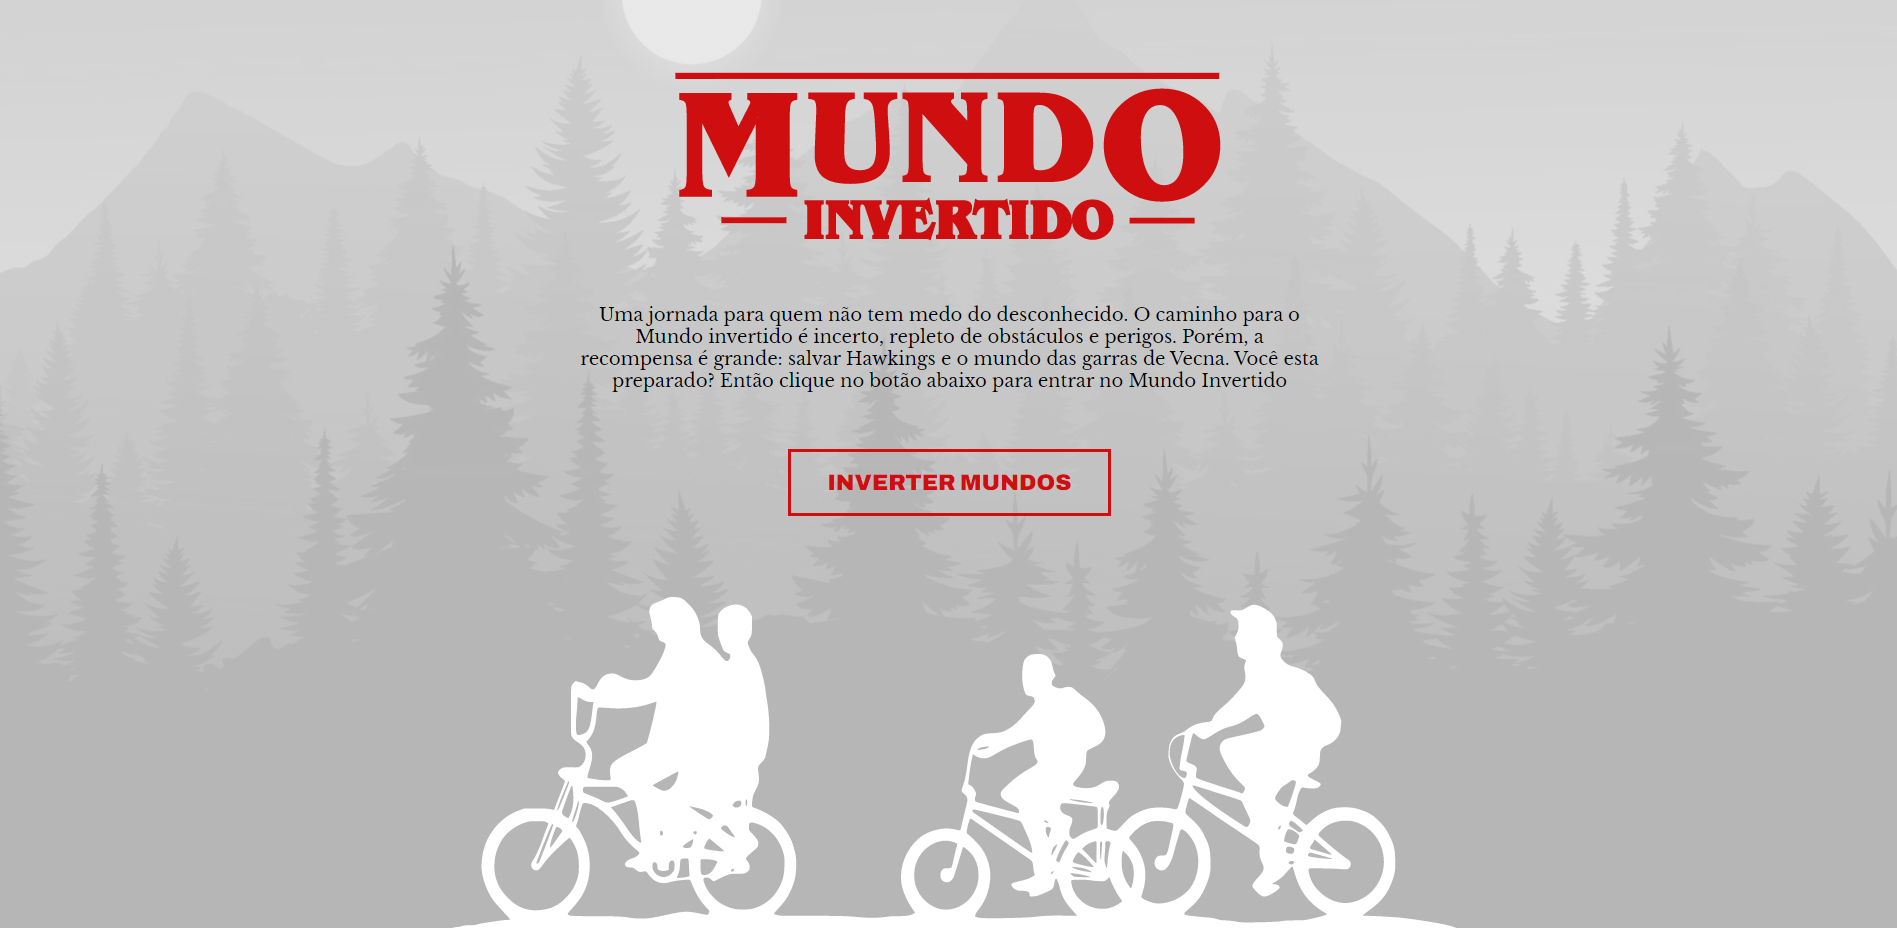 MUNDO
INVERTIDO
Uma jornada para quem não tem medo do desconhecido. O caminho para o
Mundo invertido é incerto, repleto de obstáculos e perigos. Porém, a
recompensa é grande: salvar Hawkings e o mundo das garras de Vecna. Você esta
preparado? Então clique no botão abaixo para entrar no Mundo Invertido
INVERTER MUNDOS